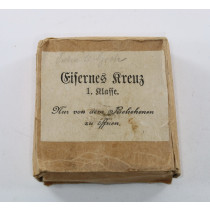 Eisernes Kreuz
1. Klasse.
Nur von dem Beliehenen
zu öffnen.